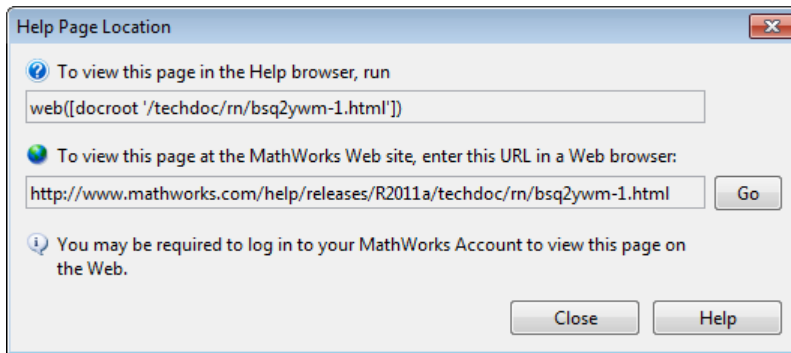 Help Page Location
To view this page in the Help browser, run
web([docroot '/techdoc/rn/bsq2ywm-1.html'])
To view this page at the MathWorks Web site, enter this URL in a Web browser:
http://www.mathworks.com/help/releases/R2011a/techdoc/rn/bsq2ywm-1.html
Go
You may be required to log in to your MathWorks Account to view this page on
the Web.
Close
Help